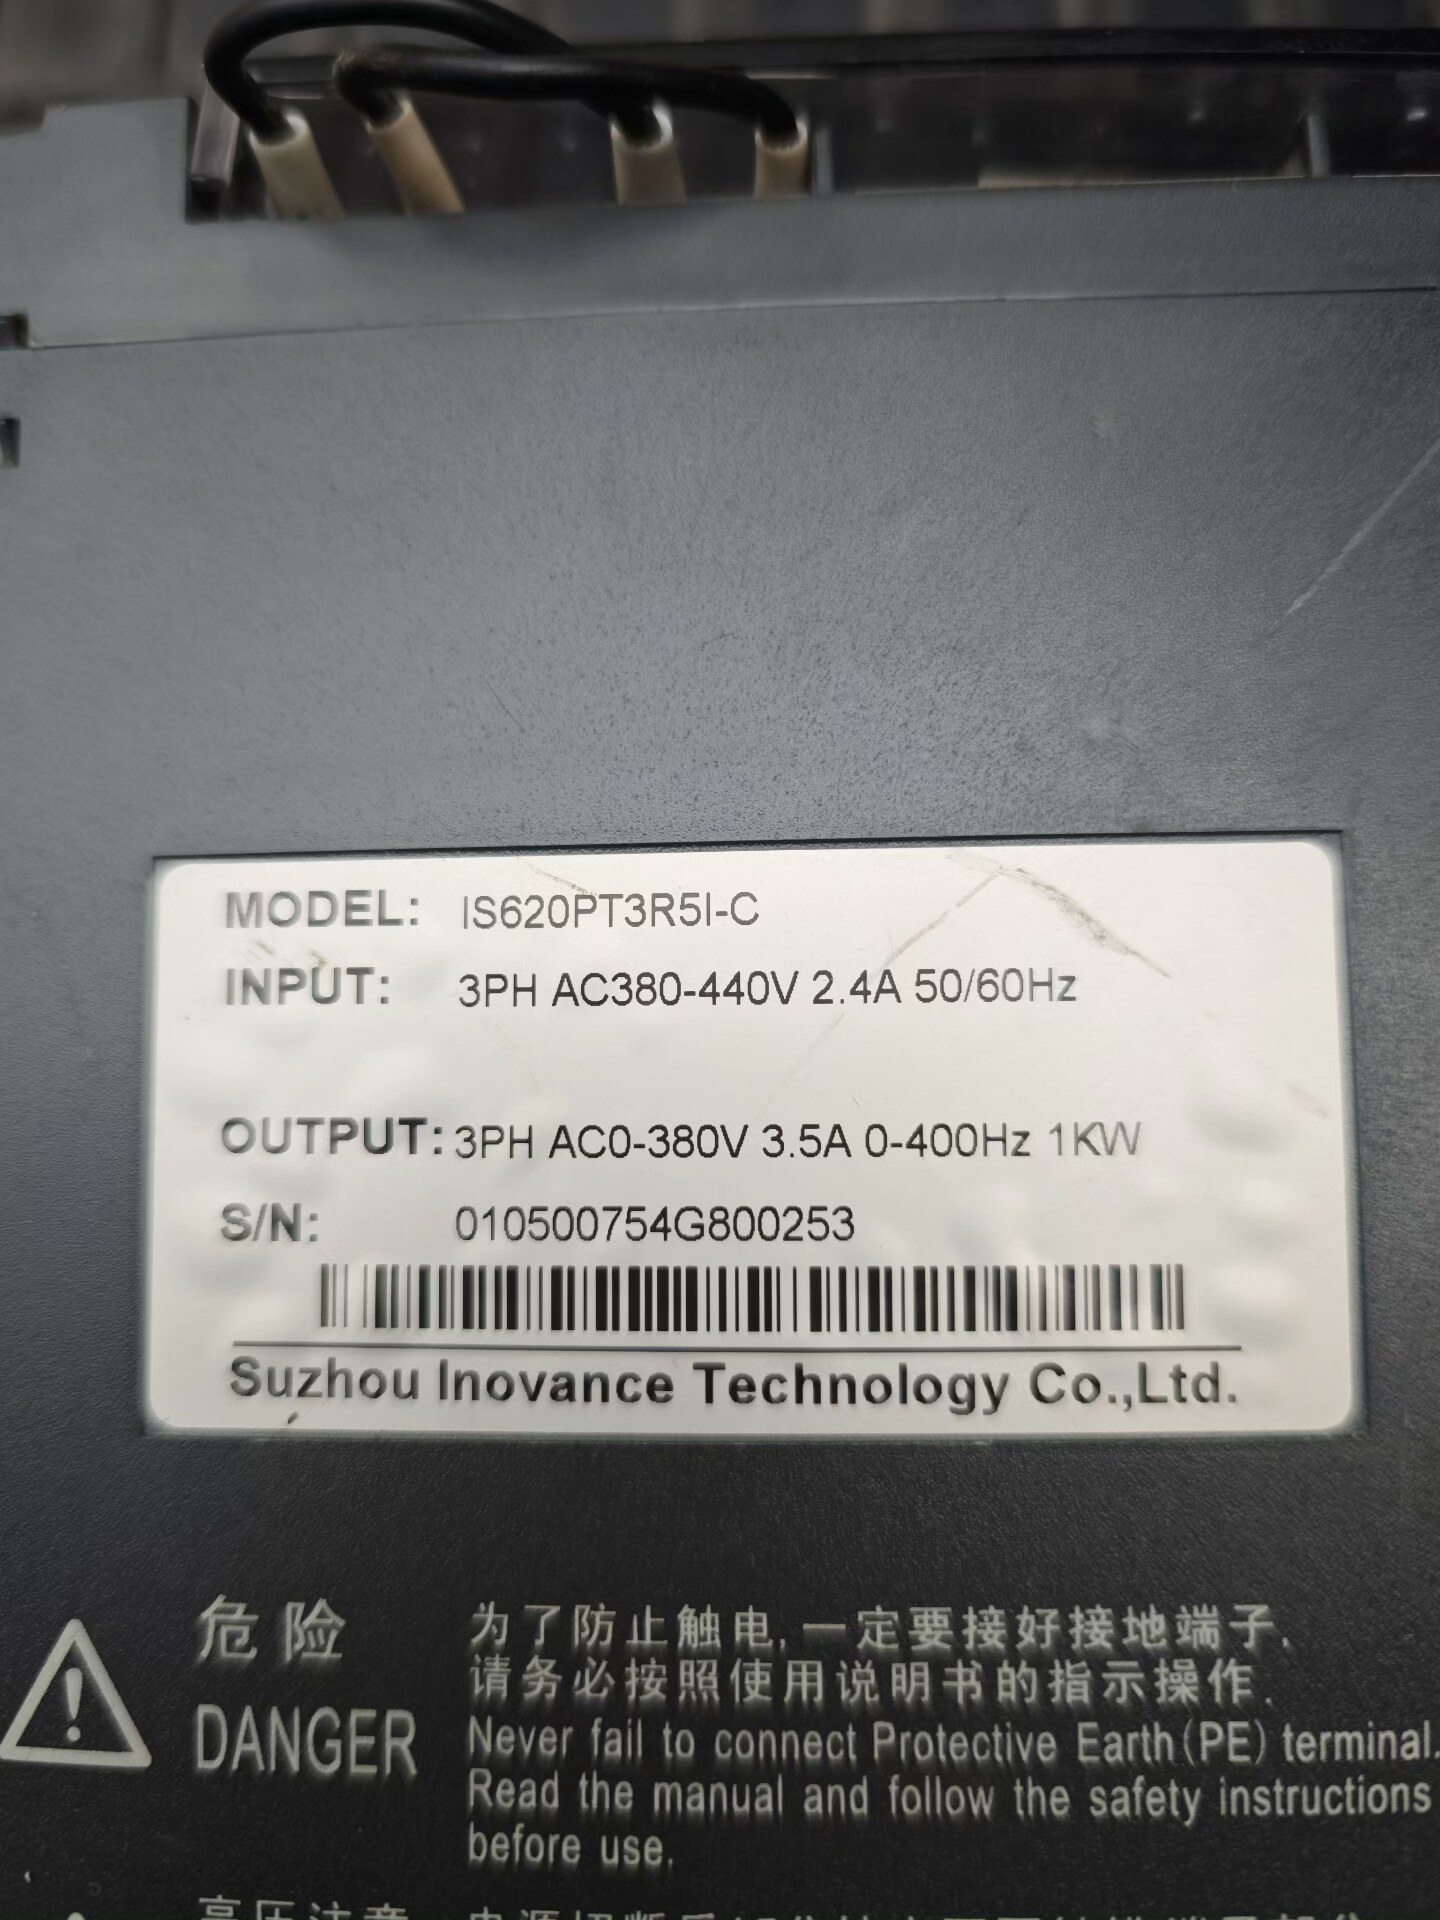 MODEL: IS620PT3R5I-C
INPUT: 3PH AC380-440V 2.4A 50/60Hz
OUTPUT: 3PH AC0-380V 3.5A 0-400Hz 1KW
S/N: 010500754G800253
Suzhou Inovance Technology Co.,Ltd.
危险
DANGER
为了防止触电,一定要接好接地端子.
请务必按照使用说明书的指示操作.
Never fail to connect Protective Earth(PE) terminal.
Read the manual and follow the safety instructions
before use.
高压注意